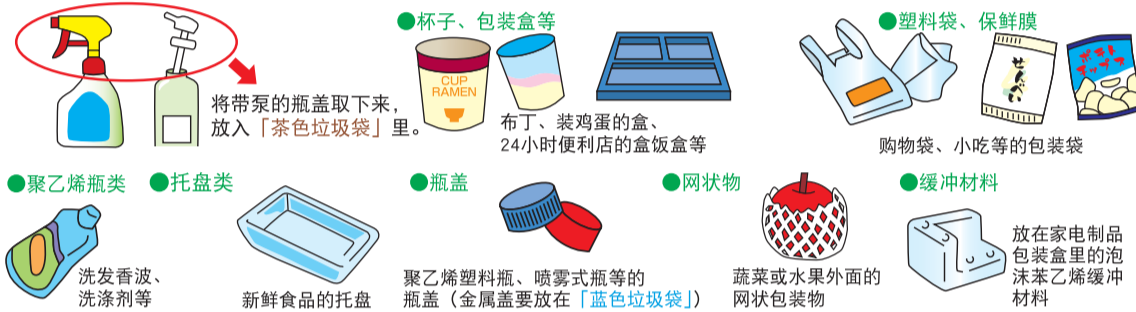 将带泵的瓶盖取下来，
放入「茶色垃圾袋」里。
●杯子、包装盒等
CUP
RAMEN
布丁、装鸡蛋的盒、
24小时便利店的盒饭盒等
●塑料袋、保鲜膜
せんべい
ポテト
チップス
购物袋、小吃等的包装袋
●聚乙烯瓶类
洗发香波、
洗涤剂等
●托盘类
新鲜食品的托盘
●瓶盖
聚乙烯塑料瓶、喷雾式瓶等的
瓶盖（金属盖要放在「蓝色垃圾袋」）
●网状物
蔬菜或水果外面的
网状包装物
●缓冲材料
放在家电制品
包装盒里的泡
沫苯乙烯缓冲
材料